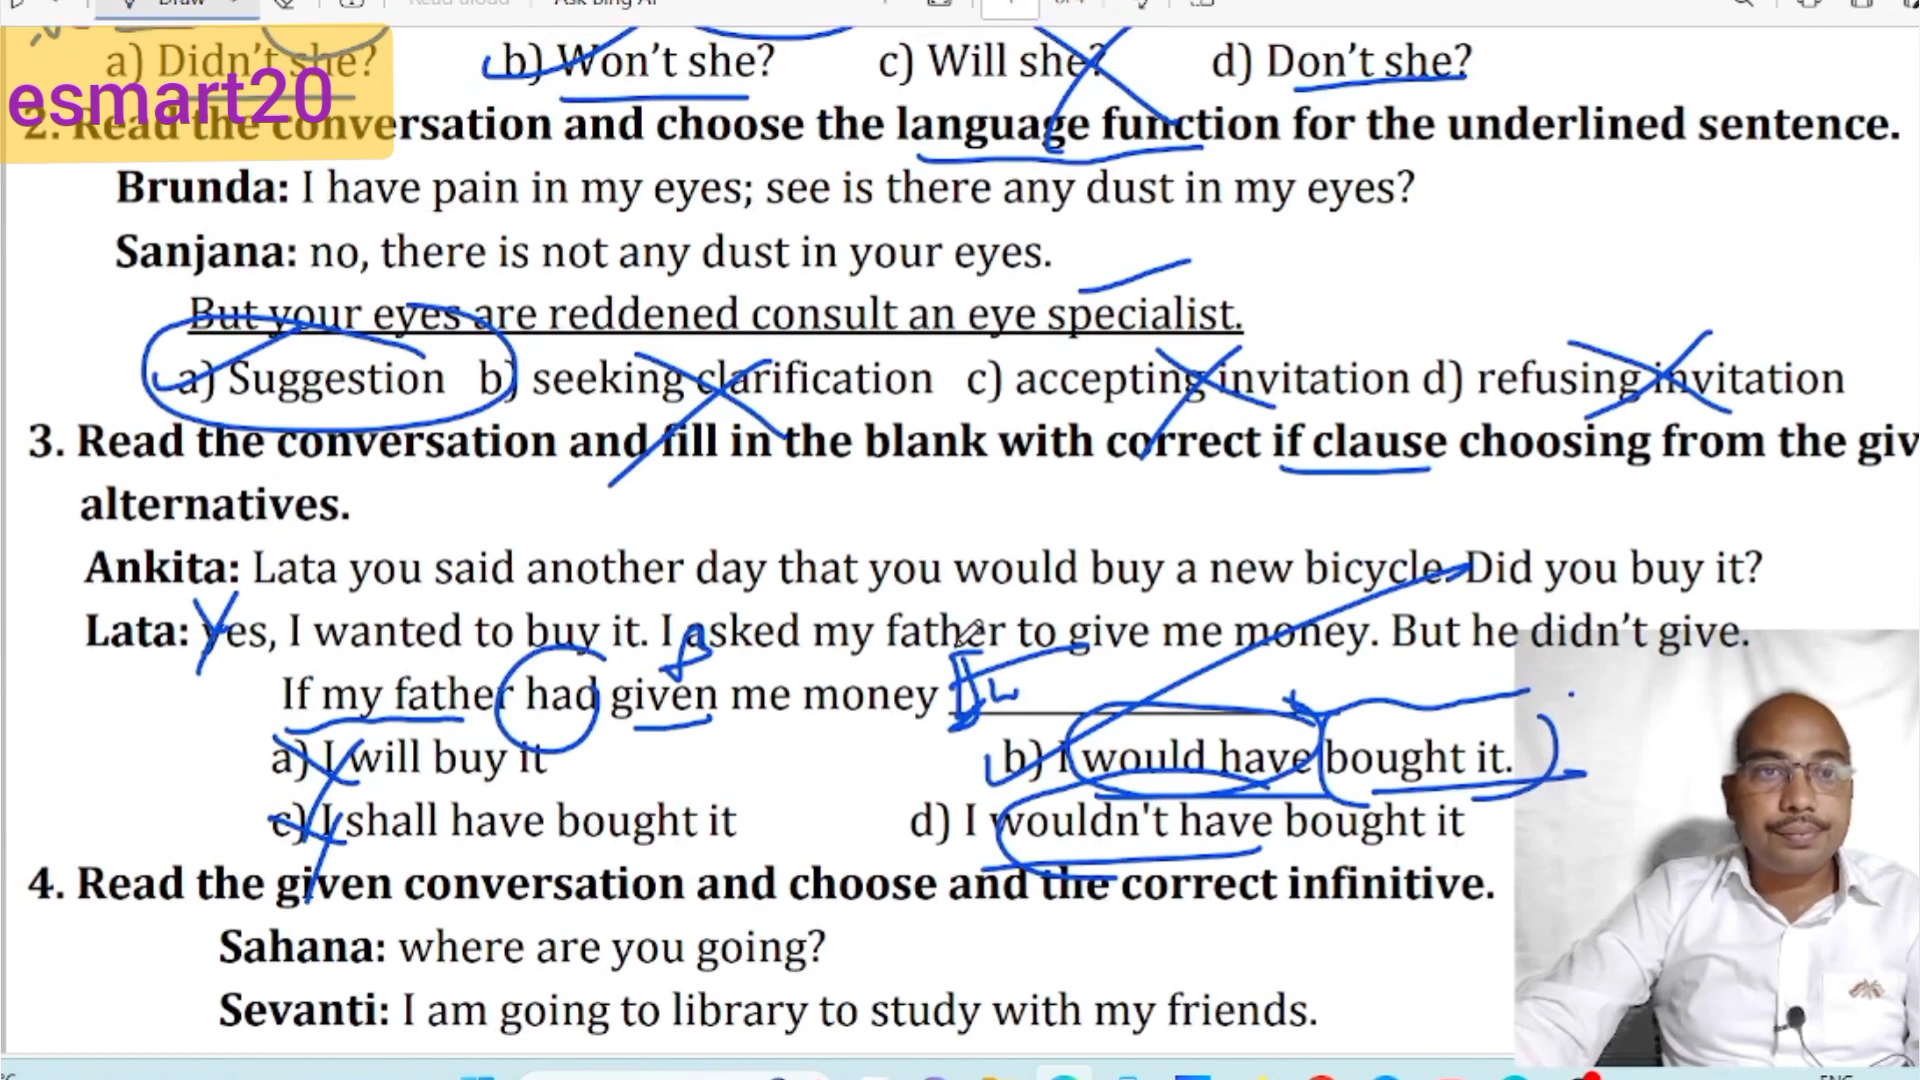 Draw Read aloud Ask Bing AI
a) Didn't she? b) Won't she? c) Will she? d) Don't she?
esmart20
2. Read the conversation and choose the language function for the underlined sentence.
Brunda: I have pain in my eyes; see is there any dust in my eyes?
Sanjana: no, there is not any dust in your eyes.
But your eyes are reddened consult an eye specialist.
a) Suggestion b) seeking clarification c) accepting invitation d) refusing invitation
3. Read the conversation and fill in the blank with correct if clause choosing from the giv
alternatives.
Ankita: Lata you said another day that you would buy a new bicycle. Did you buy it?
Lata: yes, I wanted to buy it. I asked my father to give me money. But he didn't give.
If my father had given me money ____________
a) I will buy it b) I would have bought it.
c) I shall have bought it d) I wouldn't have bought it
4. Read the given conversation and choose and the correct infinitive.
Sahana: where are you going?
Sevanti: I am going to library to study with my friends.